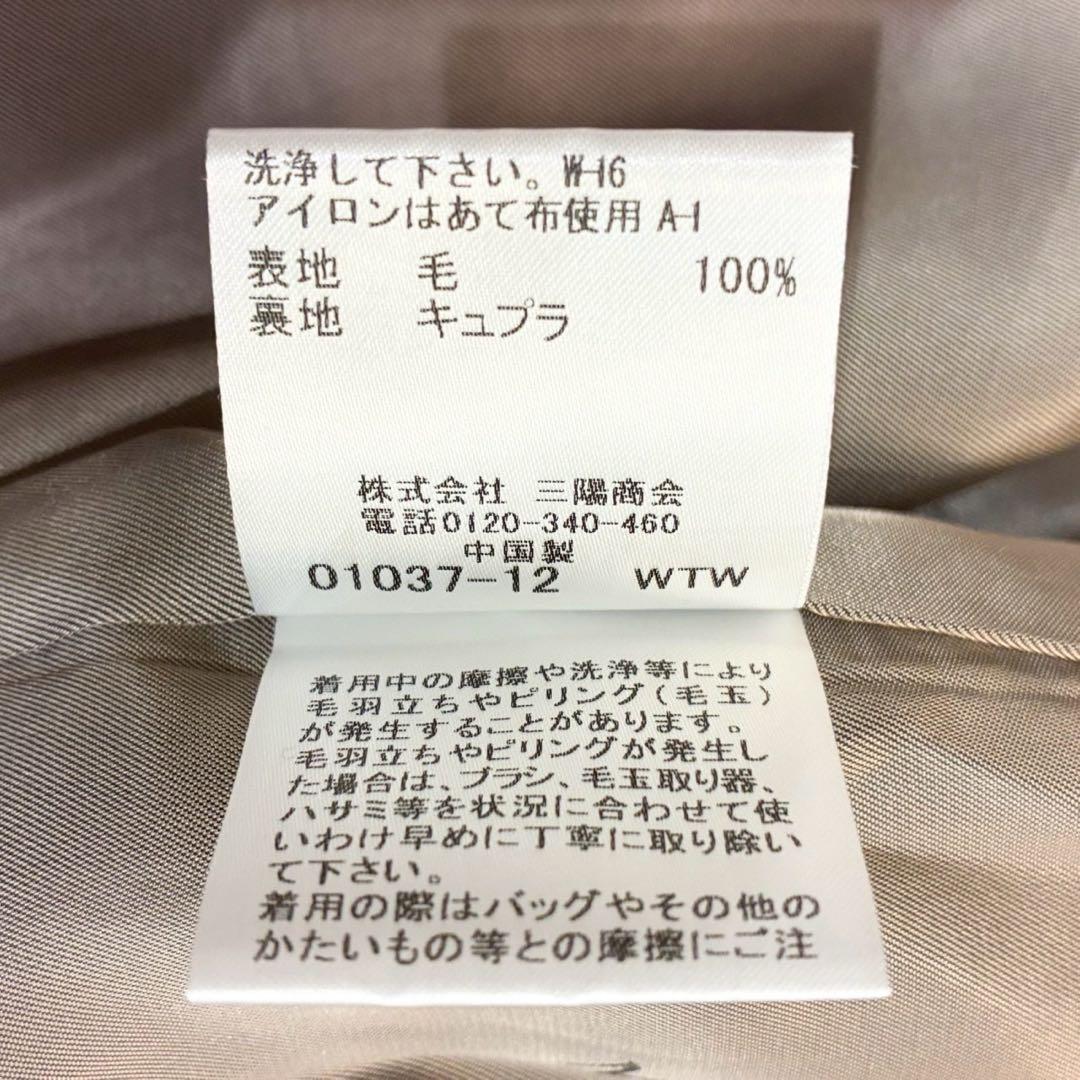 洗浄して下さい。W-16
アイロンはあて布使用 A-1
表地 毛 100%
裏地 キュプラ
株式会社 三陽商会
電話0120-340-460
中国製
01037-12 WTW
着用中の摩擦や洗浄等により
毛羽立ちやピリング(毛玉)
が発生することがあります。
毛羽立ちやピリングが発生し
た場合は、ブラシ、毛玉取り器、
ハサミ等を状況に合わせて使
いわけ早めに丁寧に取り除い
て下さい。
着用の際はバッグやその他の
かたいもの等との摩擦にご注